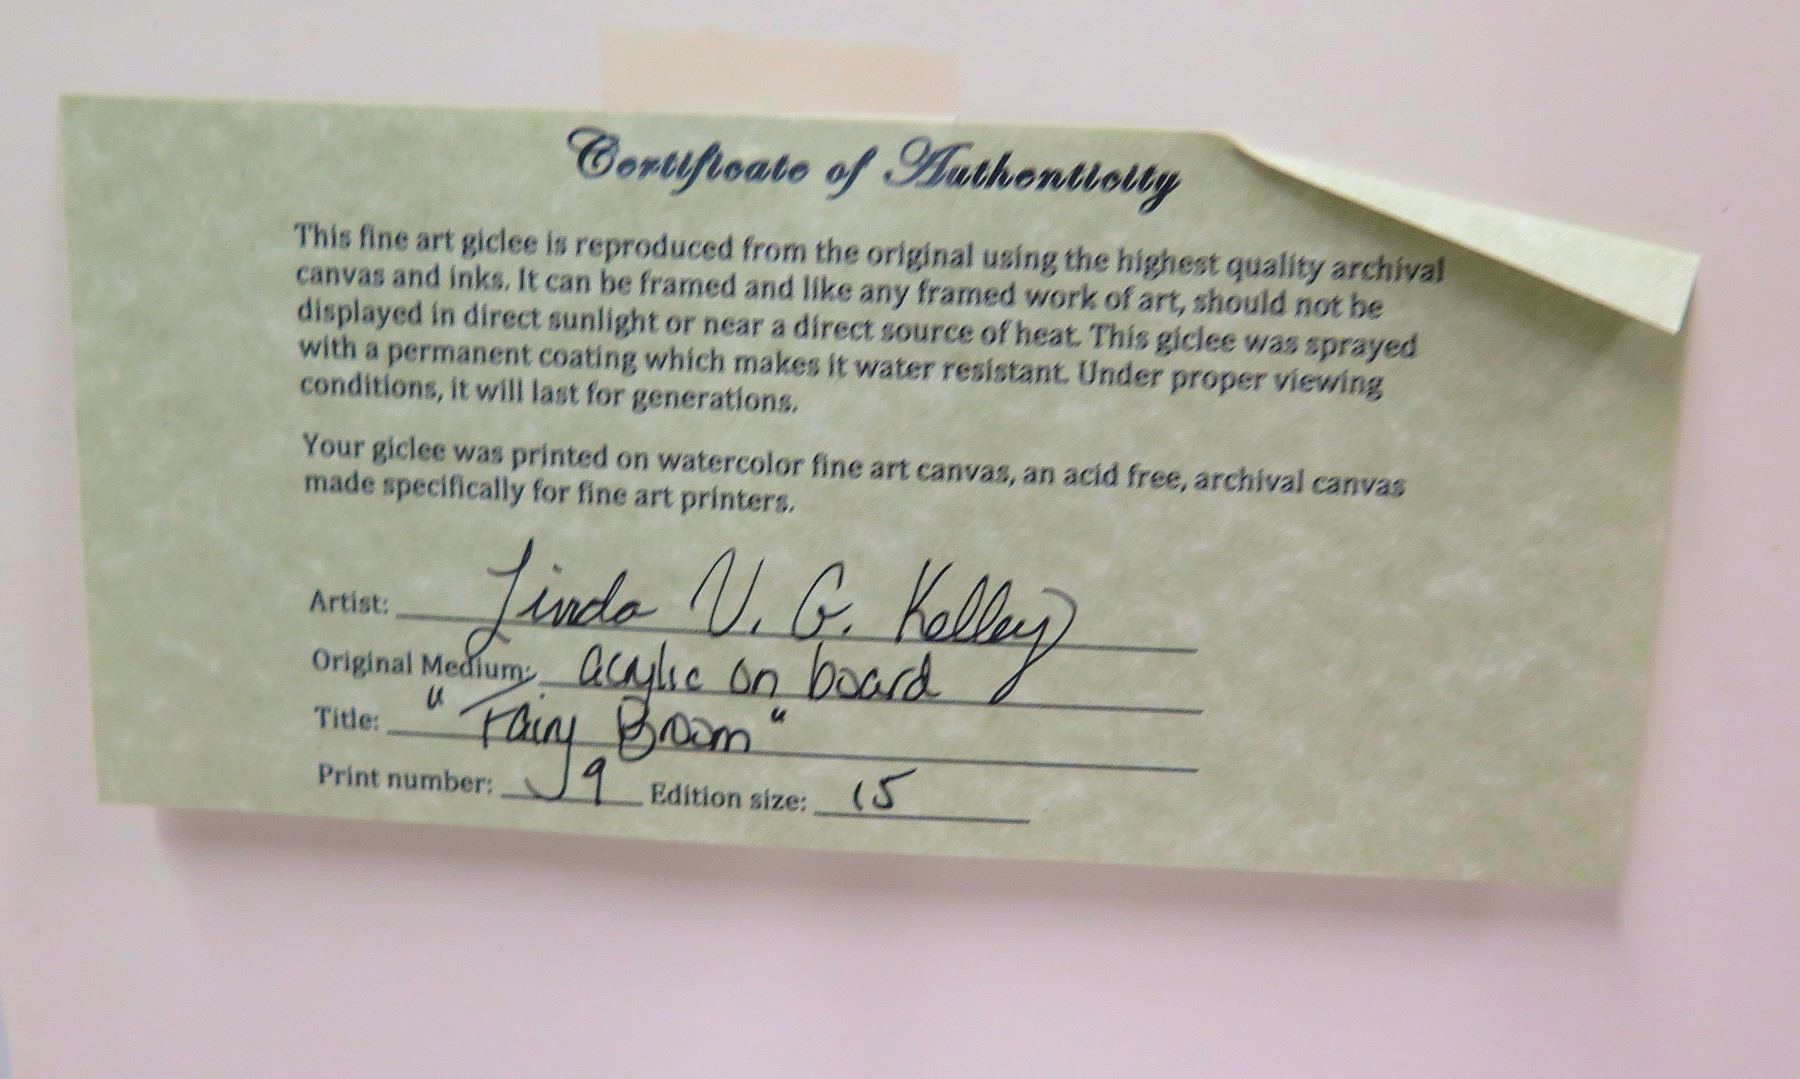 Certificate of Authenticity
This fine art giclee is reproduced from the original using the highest quality archival
canvas and inks. It can be framed and like any framed work of art, should not be
displayed in direct sunlight or near a direct source of heat. This giclee was sprayed
with a permanent coating which makes it water resistant. Under proper viewing
conditions, it will last for generations.
Your giclee was printed on watercolor fine art canvas, an acid free, archival canvas
made specifically for fine art printers.
Artist: Linda V. G. Kelley
Original Medium: acrylic on board
Title: "Fairy Broom"
Print number: 9 Edition size: 15